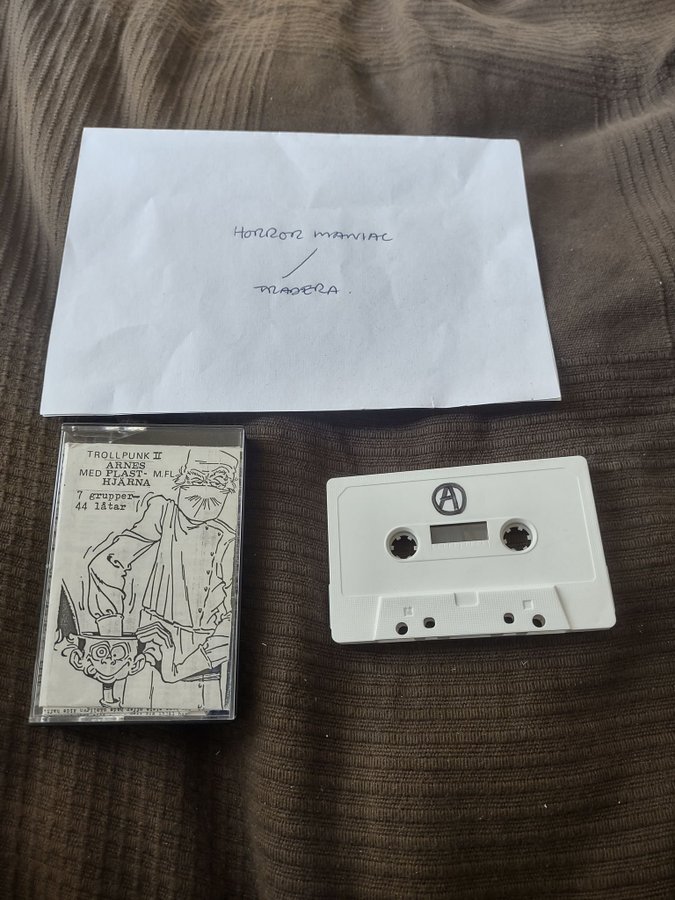 HORROR MANIAC
/
TRADERA.
TROLLPUNK II
ARNES
MED PLAST- M.FL
HJÄRNA
7 grupper—
44 låtar
A